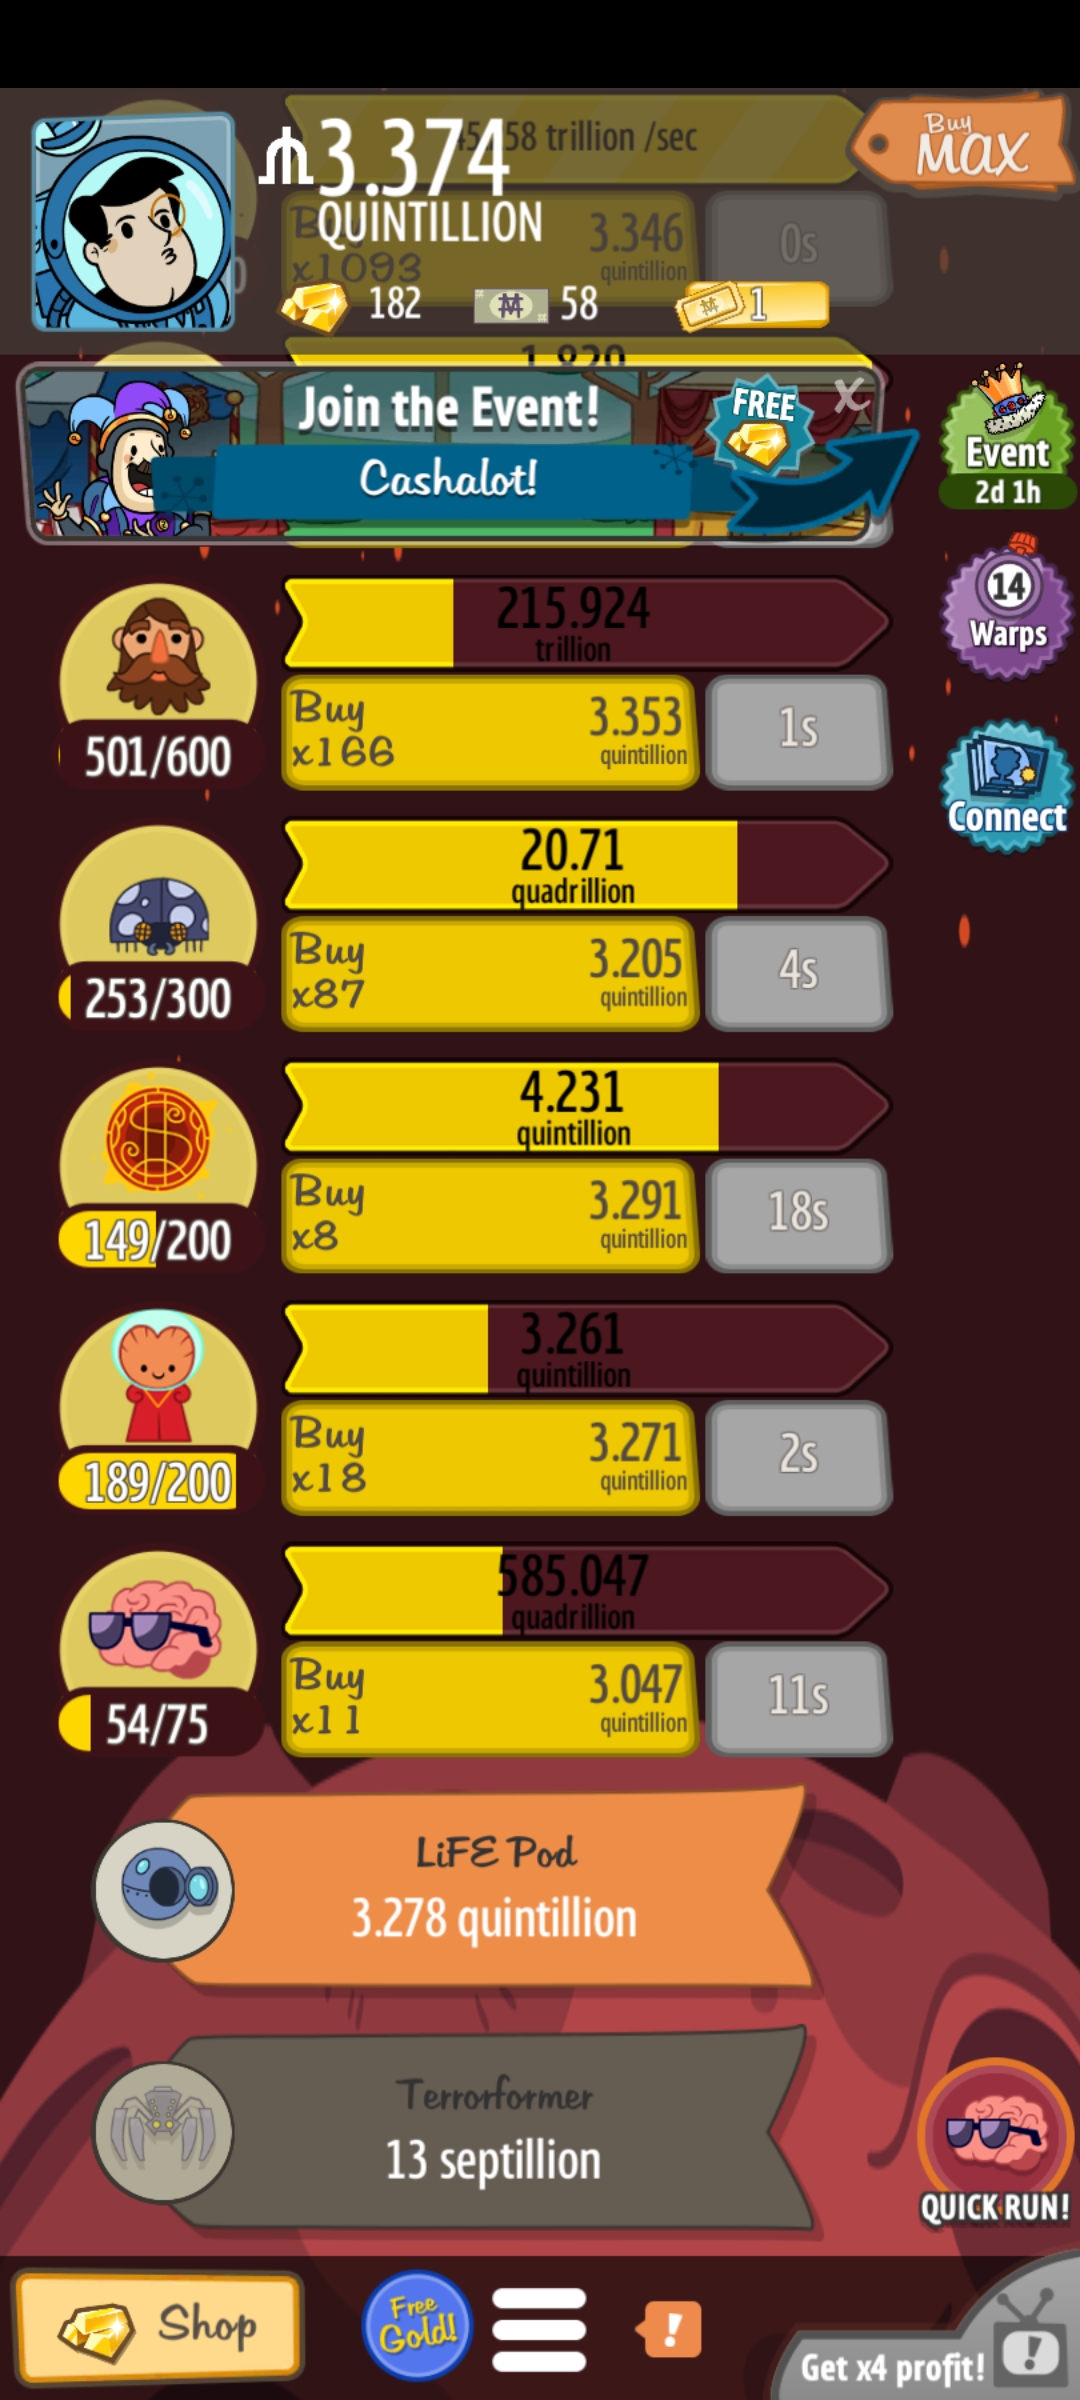 3.374
QUINTILLION
58 trillion /sec
Buy
MAX
3.346
quintillion
x1093
0s
182
58
1
1.820
Join the Event!
FREE
X
Cashalot!
Event
2d 1h
14
Warps
Connect
215.924
trillion
501/600
Buy
x166
3.353
quintillion
1s
20.71
quadrillion
253/300
Buy
x87
3.205
quintillion
4s
4.231
quintillion
149/200
Buy
x8
3.291
quintillion
18s
3.261
quintillion
189/200
Buy
x18
3.271
quintillion
2s
585.047
quadrillion
54/75
Buy
x11
3.047
quintillion
11s
LiFE Pod
3.278 quintillion
Terrorformer
13 septillion
QUICK RUN!
Shop
Free
Gold!
!
!
Get x4 profit!